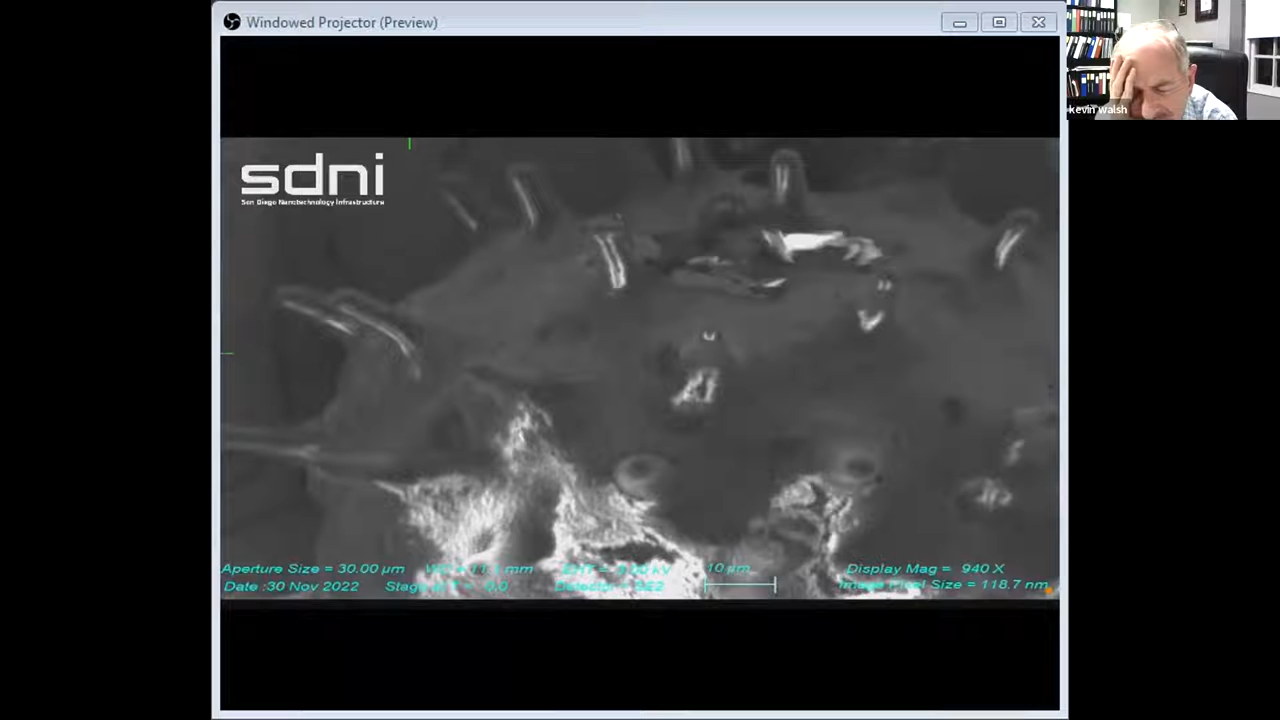 Windowed Projector (Preview)
kevin walsh
sdni
San Diego Nanotechnology Infrastructure
Aperture Size = 30.00 µm
10 µm
Display Mag = 940 X
Date :30 Nov 2022
Image Pixel Size = 118.7 nm